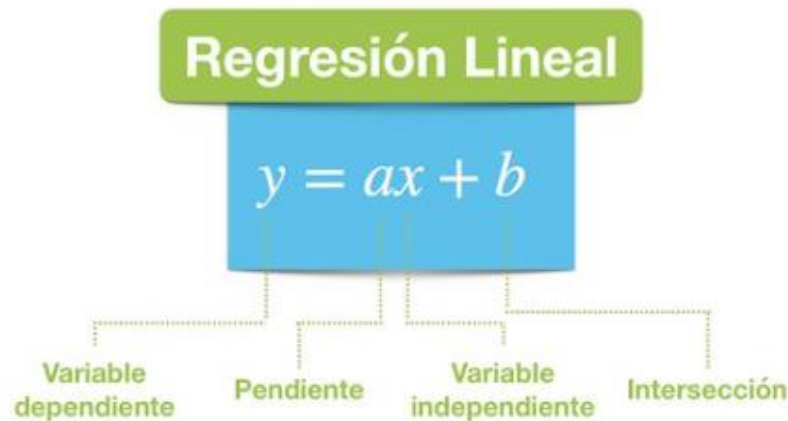 Regresión Lineal
y = ax + b
Variable
dependiente
Pendiente
Variable
independiente
Intersección